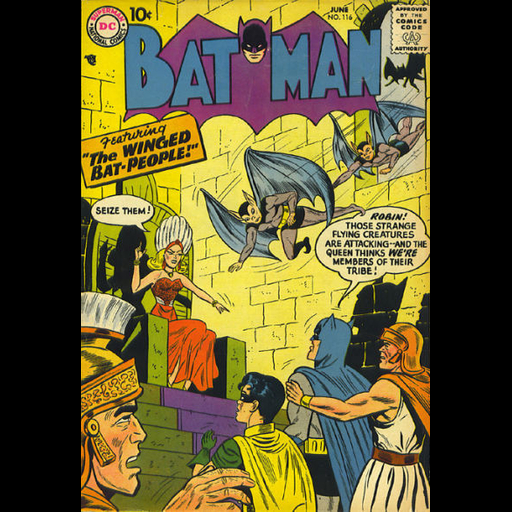 SUPERMAN
DC
NATIONAL COMICS
10¢
JUNE
NO. 116
APPROVED
BY THE
COMICS
CODE
CA
AUTHORITY
BATMAN
Featuring
"The WINGED
BAT-PEOPLE!"
SEIZE THEM!
ROBIN!
THOSE STRANGE
FLYING CREATURES
ARE ATTACKING—AND THE
QUEEN THINKS WE'RE
MEMBERS OF THEIR
TRIBE!